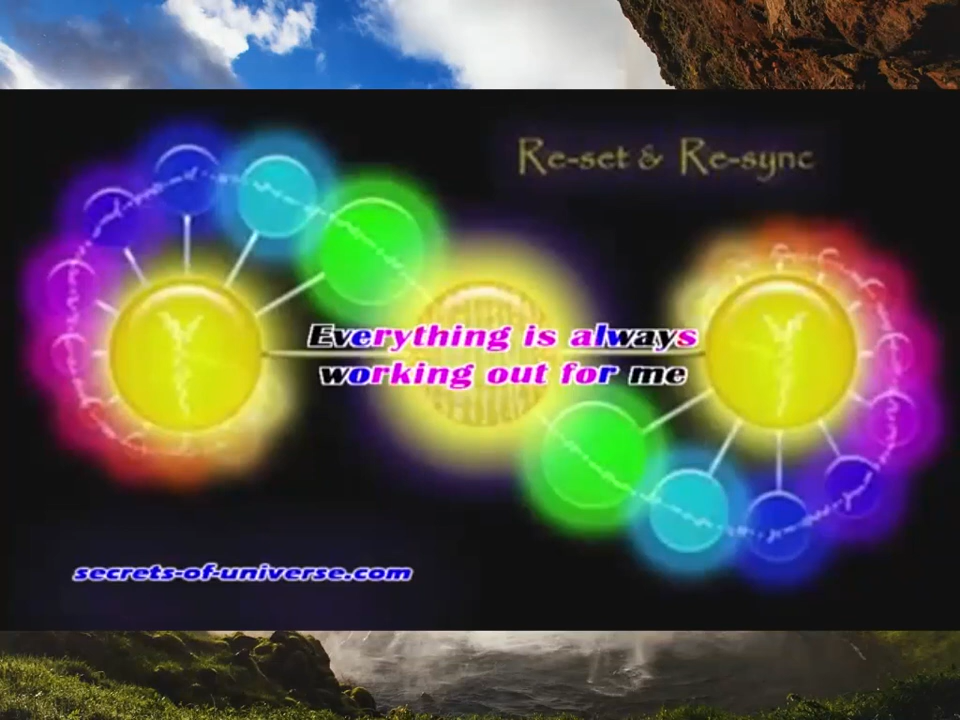 Re-set & Re-sync
Everything is always
working out for me
secrets-of-universe.com